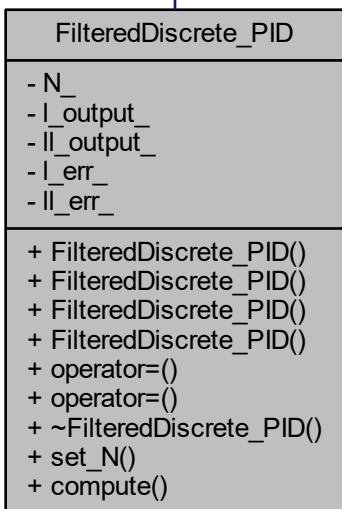 FilteredDiscrete_PID
- N_
- l_output_
- ll_output_
- l_err_
- ll_err_
+ FilteredDiscrete_PID()
+ FilteredDiscrete_PID()
+ FilteredDiscrete_PID()
+ FilteredDiscrete_PID()
+ operator=()
+ operator=()
+ ~FilteredDiscrete_PID()
+ set_N()
+ compute()